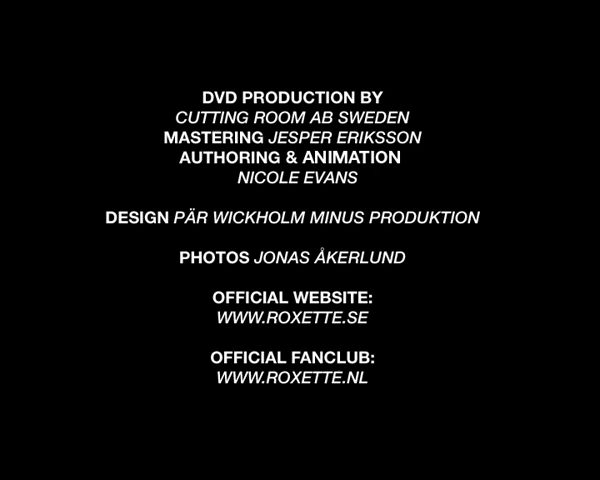 DVD PRODUCTION BY
CUTTING ROOM AB SWEDEN
MASTERING JESPER ERIKSSON
AUTHORING & ANIMATION
NICOLE EVANS
DESIGN PÄR WICKHOLM MINUS PRODUKTION
PHOTOS JONAS ÅKERLUND
OFFICIAL WEBSITE:
WWW.ROXETTE.SE
OFFICIAL FANCLUB:
WWW.ROXETTE.NL